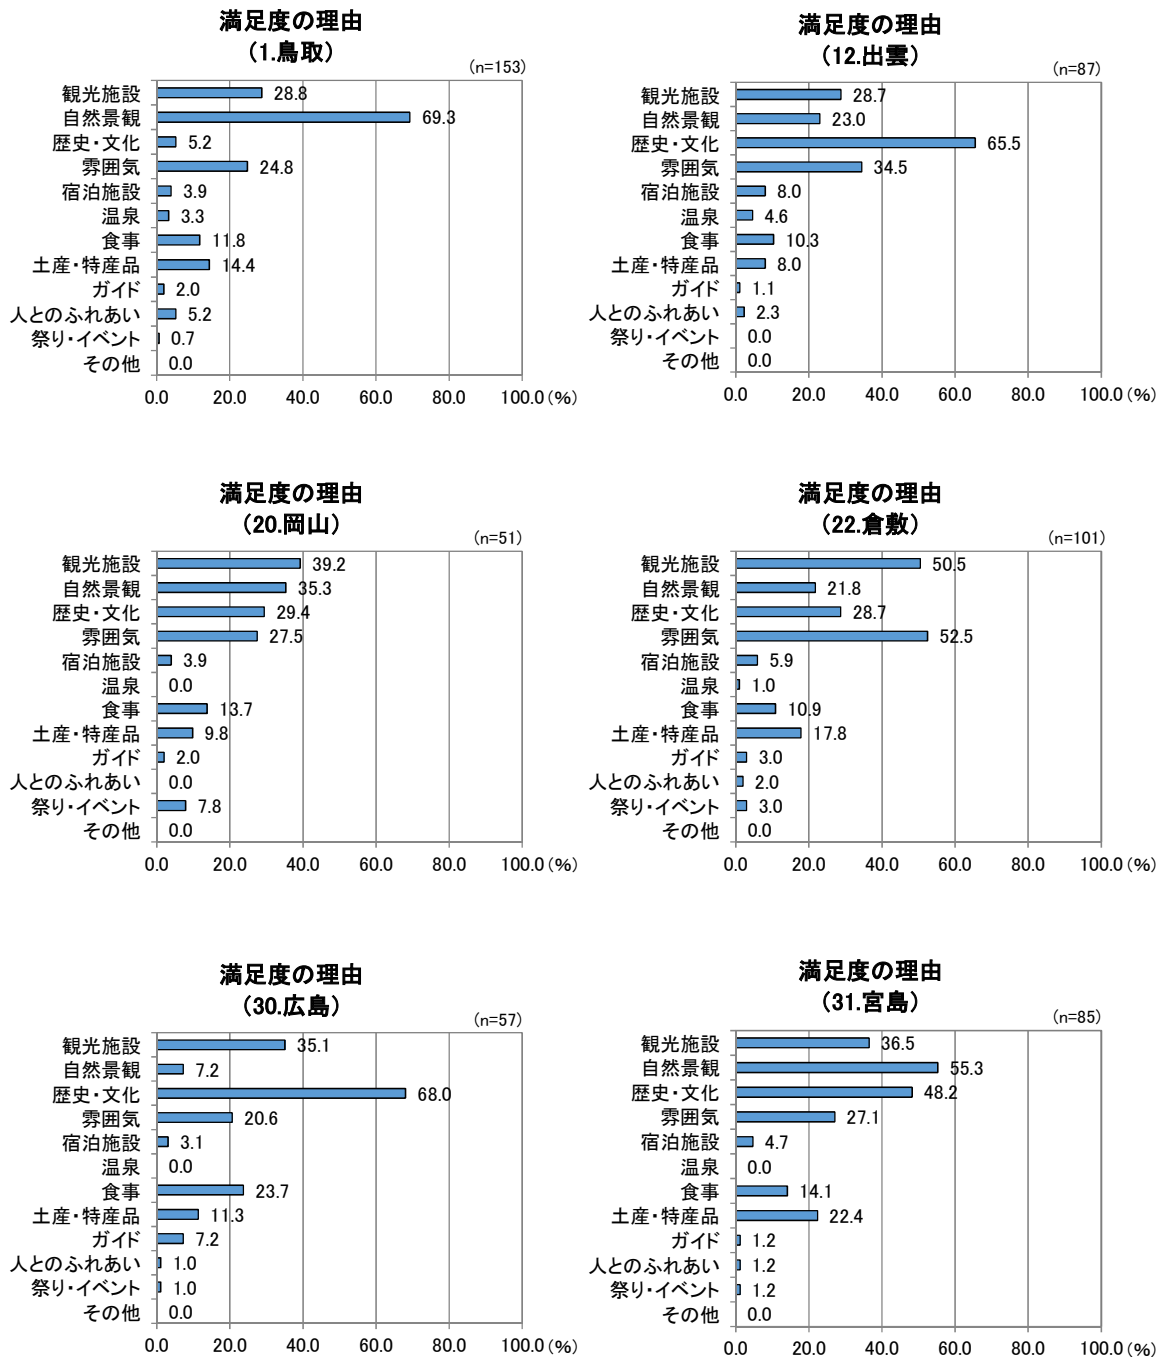 満足度の理由
（1.鳥取）
（n=153）
観光施設 28.8
自然景観 69.3
歴史・文化 5.2
雰囲気 24.8
宿泊施設 3.9
温泉 3.3
食事 11.8
土産・特産品 14.4
ガイド 2.0
人とのふれあい 5.2
祭り・イベント 0.7
その他 0.0
0.0 20.0 40.0 60.0 80.0 100.0（％）
満足度の理由
（12.出雲）
（n=87）
観光施設 28.7
自然景観 23.0
歴史・文化 65.5
雰囲気 34.5
宿泊施設 8.0
温泉 4.6
食事 10.3
土産・特産品 8.0
ガイド 1.1
人とのふれあい 2.3
祭り・イベント 0.0
その他 0.0
0.0 20.0 40.0 60.0 80.0 100.0（％）
満足度の理由
（20.岡山）
（n=51）
観光施設 39.2
自然景観 35.3
歴史・文化 29.4
雰囲気 27.5
宿泊施設 3.9
温泉 0.0
食事 13.7
土産・特産品 9.8
ガイド 2.0
人とのふれあい 0.0
祭り・イベント 7.8
その他 0.0
0.0 20.0 40.0 60.0 80.0 100.0（％）
満足度の理由
（22.倉敷）
（n=101）
観光施設 50.5
自然景観 21.8
歴史・文化 28.7
雰囲気 52.5
宿泊施設 5.9
温泉 1.0
食事 10.9
土産・特産品 17.8
ガイド 3.0
人とのふれあい 2.0
祭り・イベント 3.0
その他 0.0
0.0 20.0 40.0 60.0 80.0 100.0（％）
満足度の理由
（30.広島）
（n=57）
観光施設 35.1
自然景観 7.2
歴史・文化 68.0
雰囲気 20.6
宿泊施設 3.1
温泉 0.0
食事 23.7
土産・特産品 11.3
ガイド 7.2
人とのふれあい 1.0
祭り・イベント 1.0
その他 0.0
0.0 20.0 40.0 60.0 80.0 100.0（％）
満足度の理由
（31.宮島）
（n=85）
観光施設 36.5
自然景観 55.3
歴史・文化 48.2
雰囲気 27.1
宿泊施設 4.7
温泉 0.0
食事 14.1
土産・特産品 22.4
ガイド 1.2
人とのふれあい 1.2
祭り・イベント 1.2
その他 0.0
0.0 20.0 40.0 60.0 80.0 100.0（％）